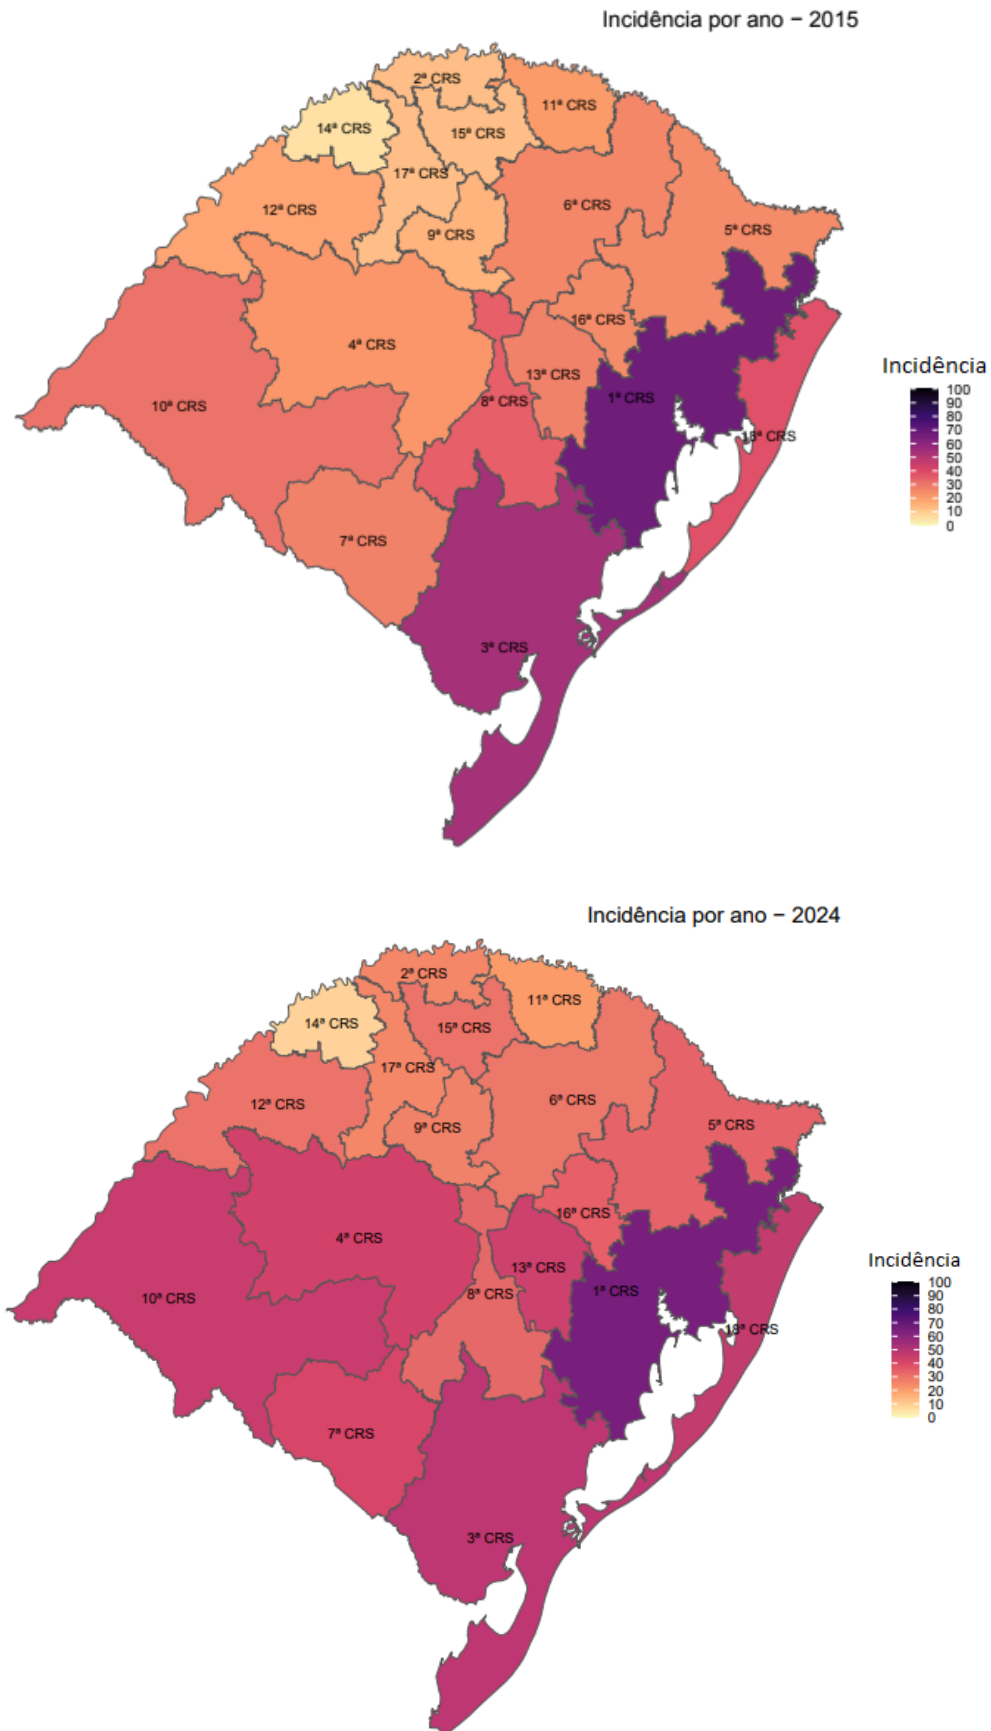 Incidência por ano − 2015
2ª CRS
11ª CRS
14ª CRS
15ª CRS
17ª CRS
12ª CRS
6ª CRS
9ª CRS
5ª CRS
16ª CRS
4ª CRS
13ª CRS
10ª CRS
8ª CRS
1ª CRS
18ª CRS
7ª CRS
3ª CRS
Incidência
100
90
80
70
60
50
40
30
20
10
0
Incidência por ano − 2024
2ª CRS
11ª CRS
14ª CRS
15ª CRS
17ª CRS
12ª CRS
6ª CRS
9ª CRS
5ª CRS
16ª CRS
4ª CRS
13ª CRS
10ª CRS
8ª CRS
1ª CRS
18ª CRS
7ª CRS
3ª CRS
Incidência
100
90
80
70
60
50
40
30
20
10
0